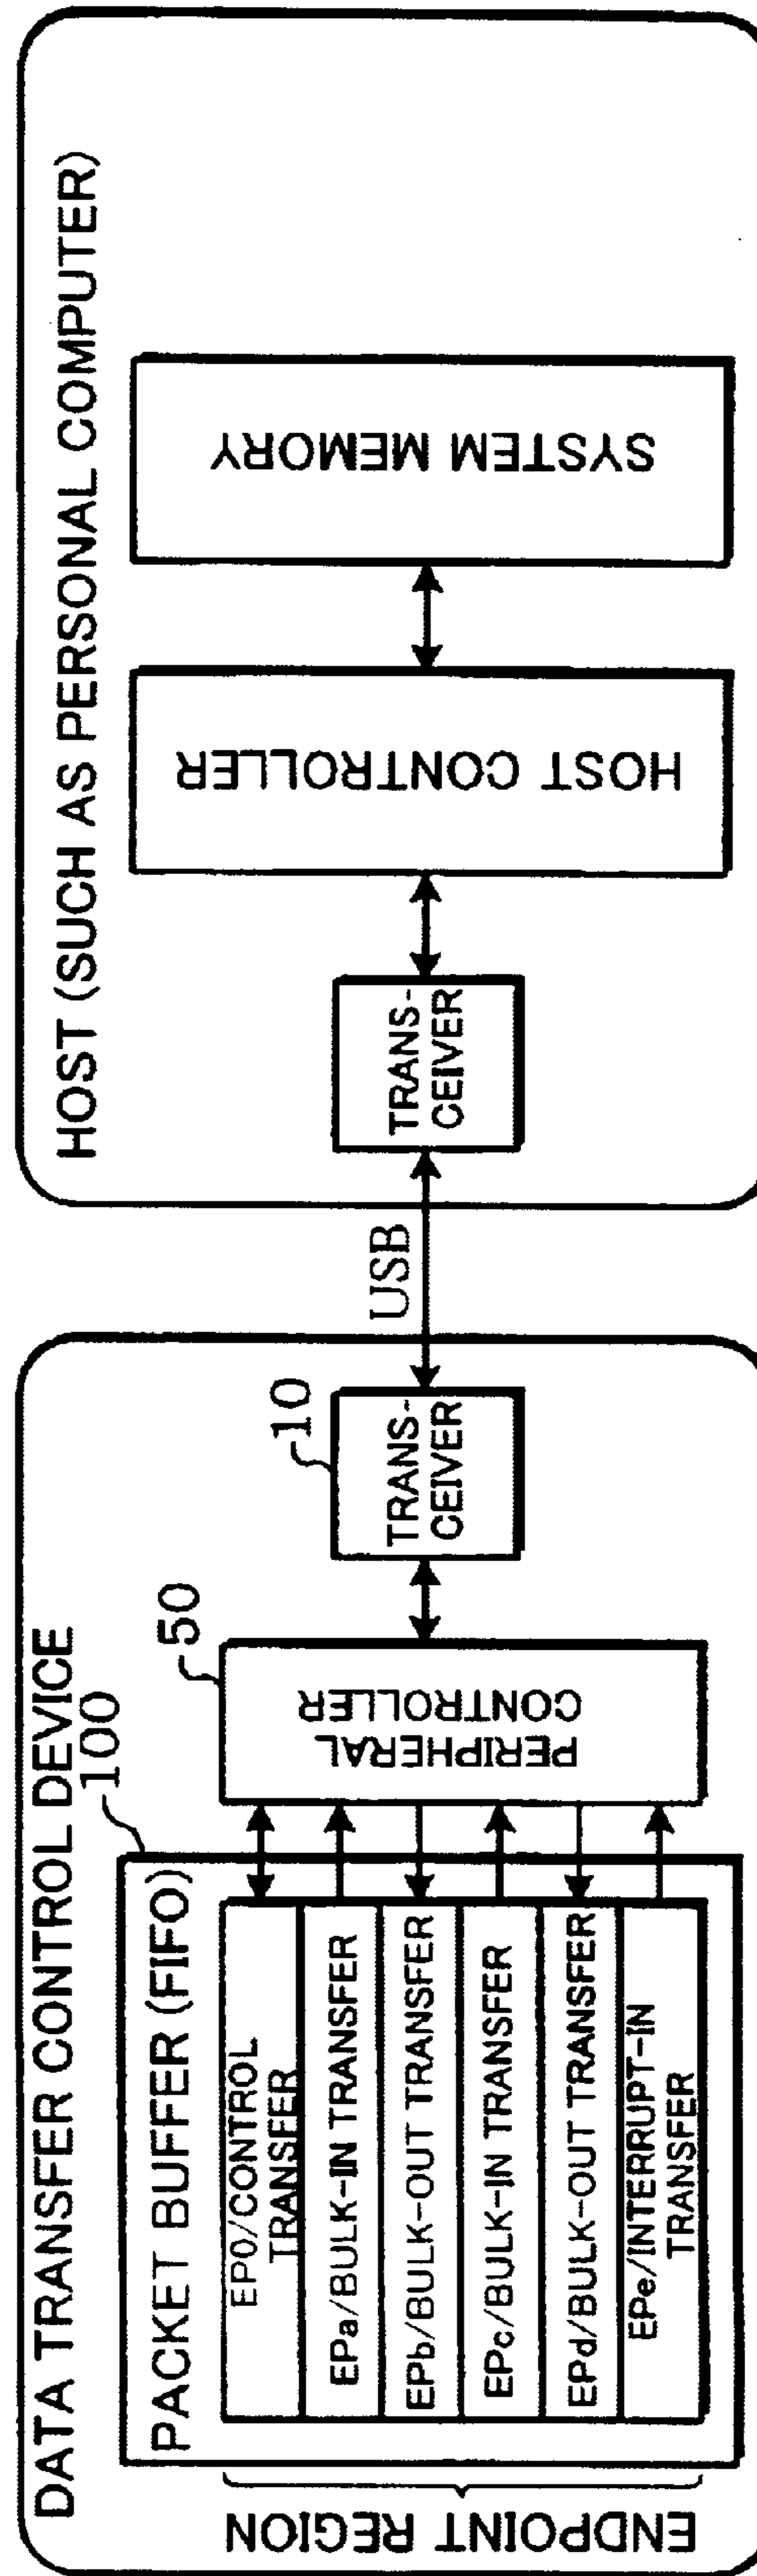 DATA TRANSFER CONTROL DEVICE
100
PACKET BUFFER (FIFO)
EP0/CONTROL
TRANSFER
EPa/BULK-IN TRANSFER
EPb/BULK-OUT TRANSFER
EPc/BULK-IN TRANSFER
EPd/BULK-OUT TRANSFER
EPe/INTERRUPT-IN
TRANSFER
ENDPOINT REGION
50
PERIPHERAL
CONTROLLER
10
TRANS-
CEIVER
USB
HOST (SUCH AS PERSONAL COMPUTER)
TRANS-
CEIVER
HOST CONTROLLER
SYSTEM MEMORY